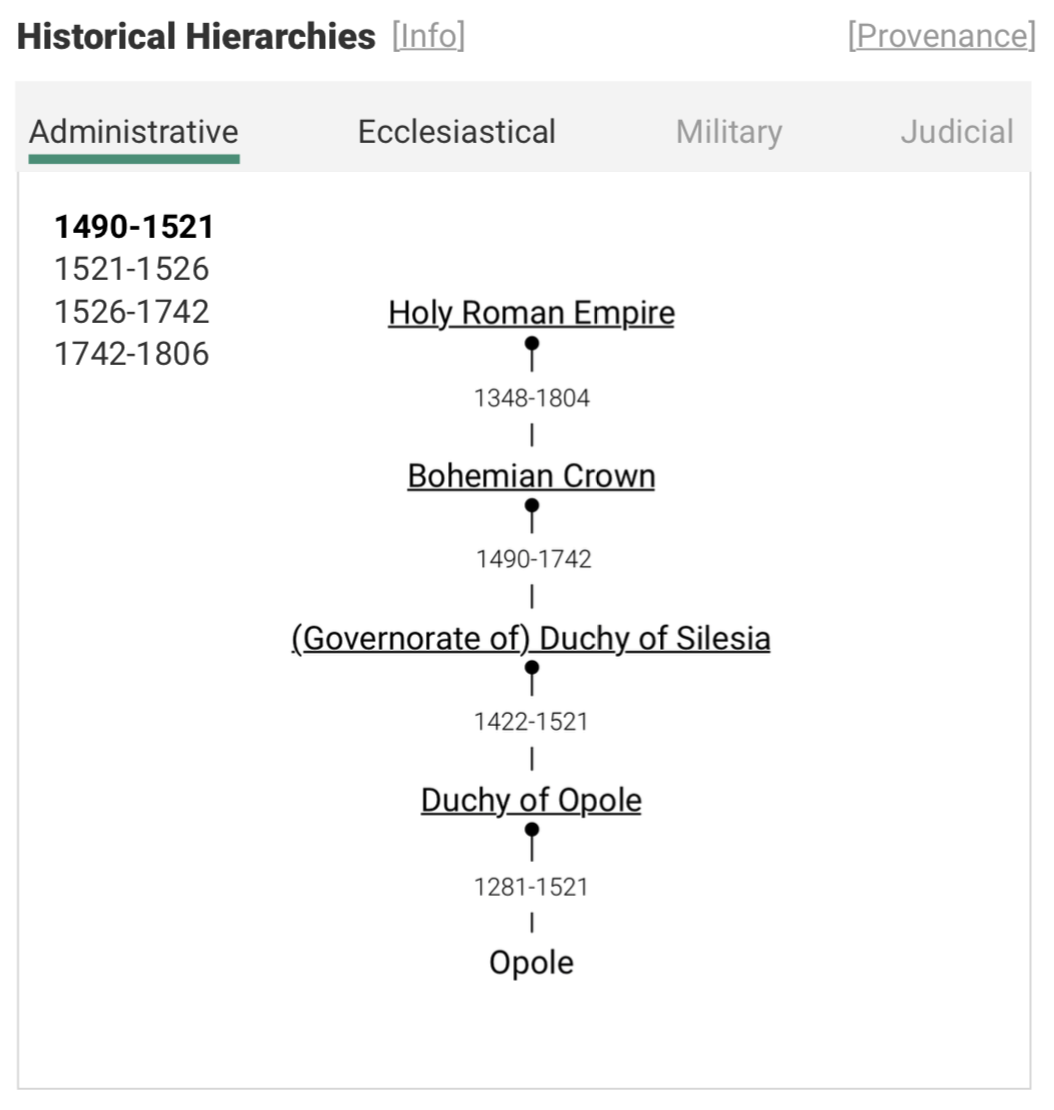 Historical Hierarchies [Info] [Provenance]
Administrative Ecclesiastical Military Judicial
1490-1521
1521-1526
1526-1742
1742-1806
Holy Roman Empire
1348-1804
Bohemian Crown
1490-1742
(Governorate of) Duchy of Silesia
1422-1521
Duchy of Opole
1281-1521
Opole